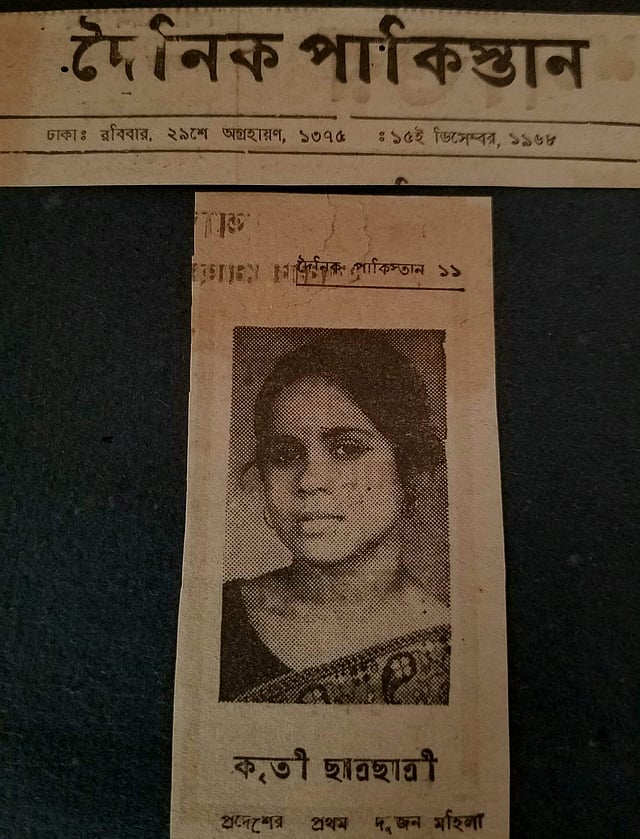 দৈনিক পাকিস্তান
ঢাকাঃ রবিবার, ২৯শে অগ্রহায়ণ, ১৩৭৫ ঃ ১৫ই ডিসেম্বর, ১৯৬৮
দৈনিক পাকিস্তান ১১
কৃতী ছাত্রছাত্রী
প্রদেশের প্রথম দু'জন মহিলা